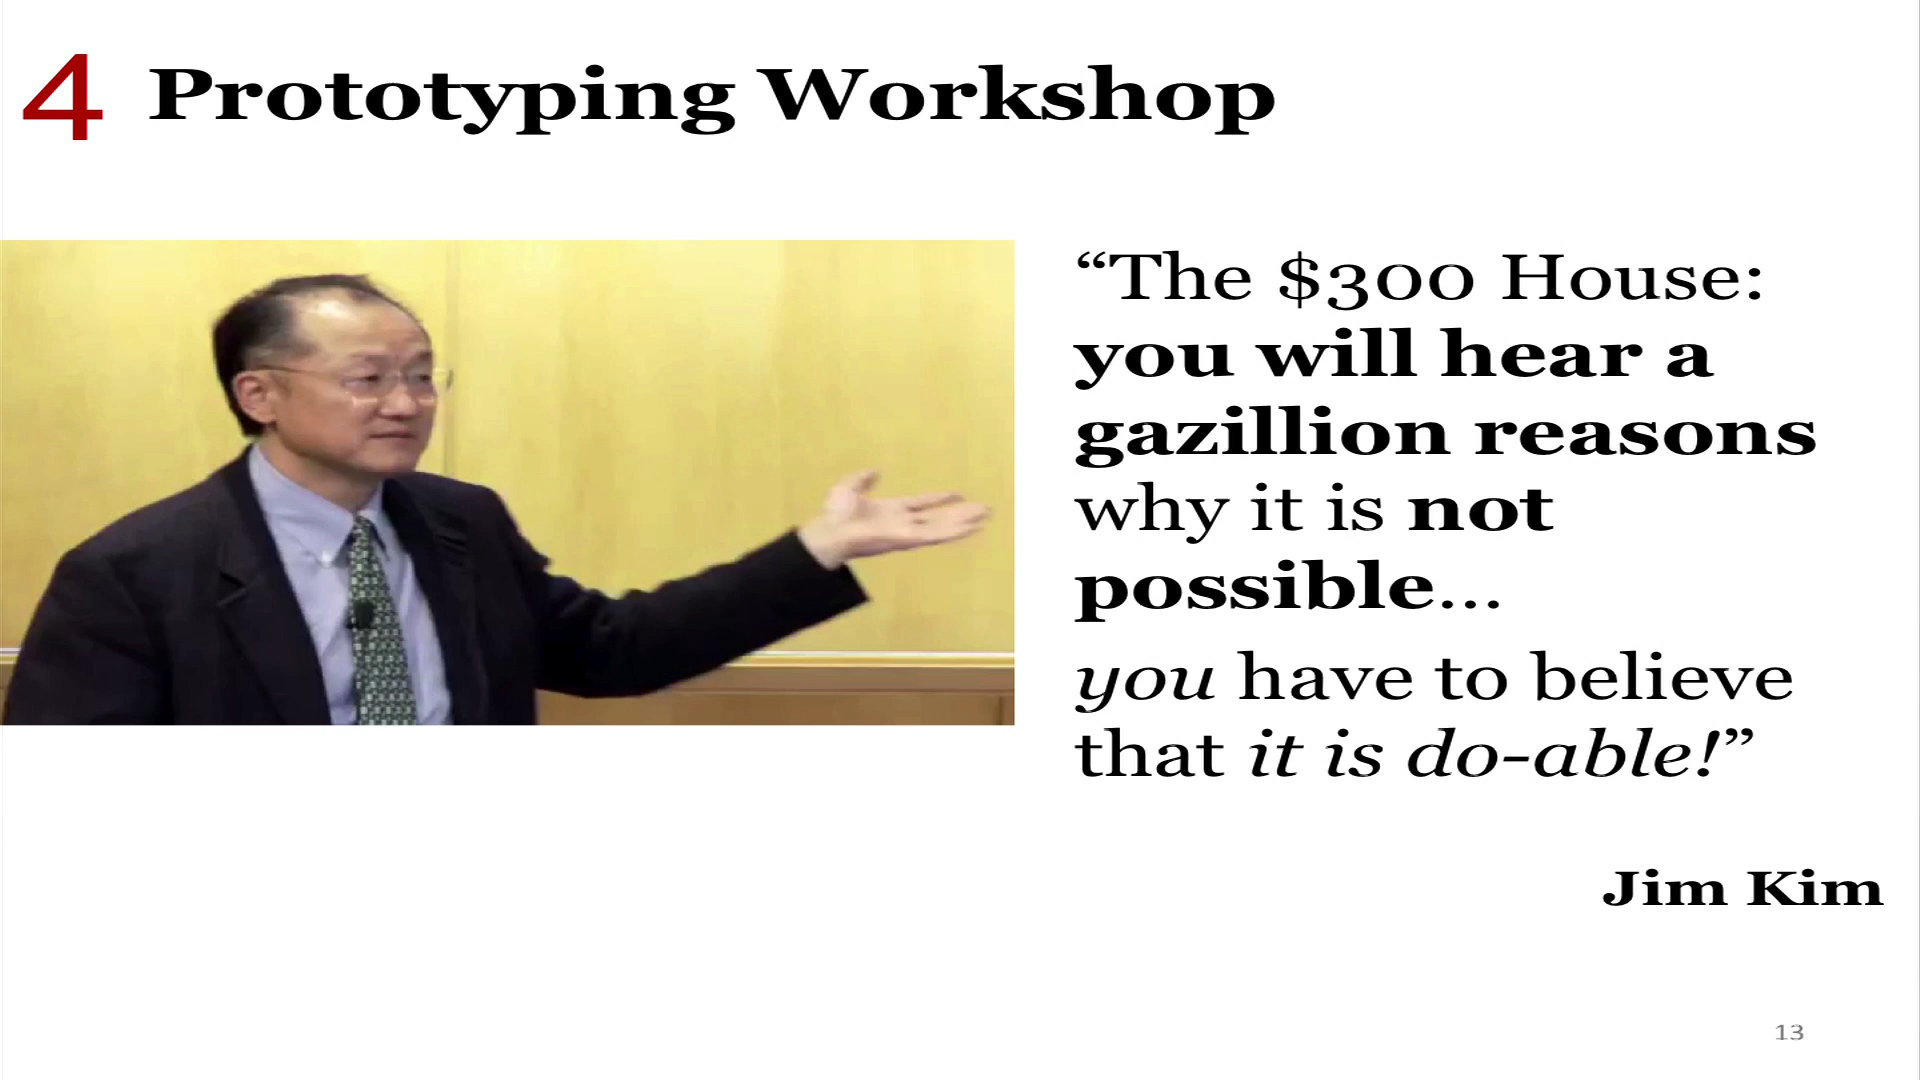 4 Prototyping Workshop
“The $300 House:
you will hear a
gazillion reasons
why it is not
possible…
you have to believe
that it is do-able!”
Jim Kim
13